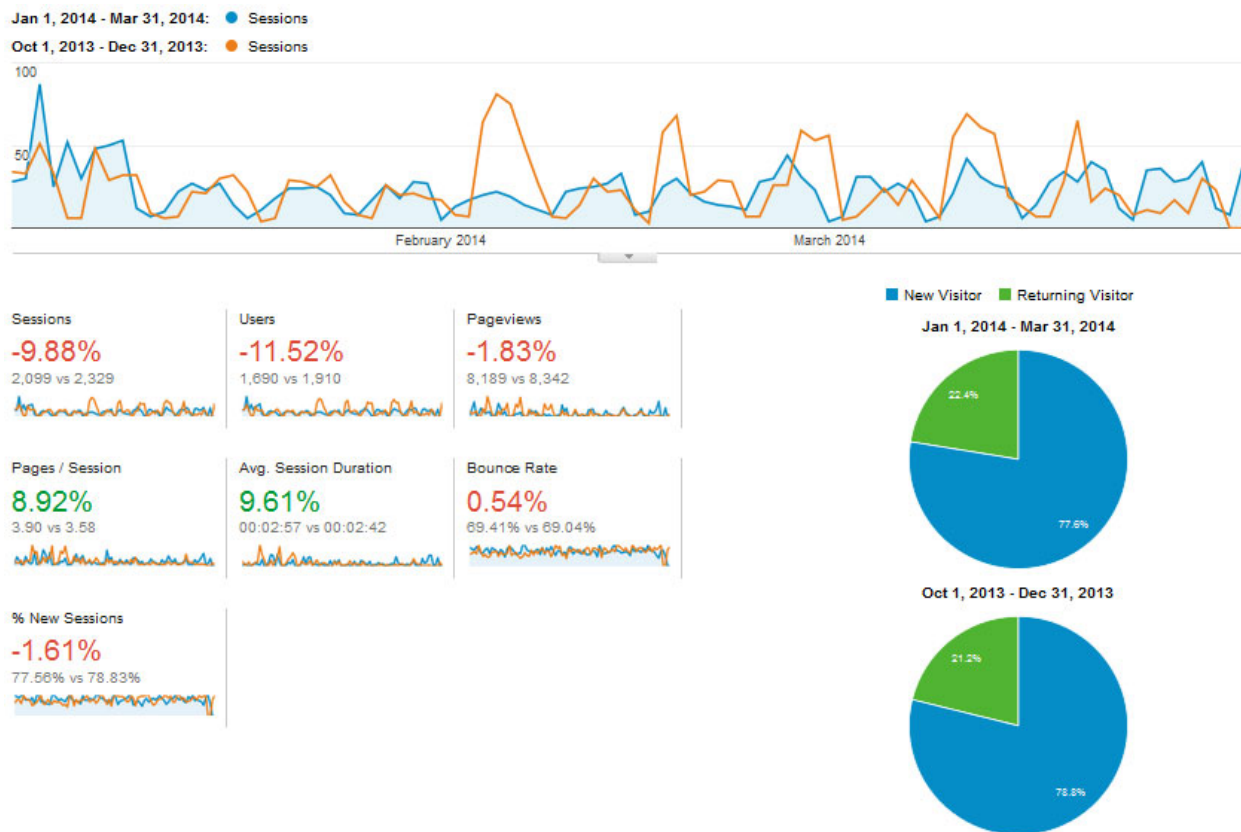 Jan 1, 2014 - Mar 31, 2014: Sessions
Oct 1, 2013 - Dec 31, 2013: Sessions
100
50
February 2014
March 2014
Sessions
-9.88%
2,099 vs 2,329
Users
-11.52%
1,690 vs 1,910
Pageviews
-1.83%
8,189 vs 8,342
Pages / Session
8.92%
3.90 vs 3.58
Avg. Session Duration
9.61%
00:02:57 vs 00:02:42
Bounce Rate
0.54%
69.41% vs 69.04%
% New Sessions
-1.61%
77.56% vs 78.83%
New Visitor Returning Visitor
Jan 1, 2014 - Mar 31, 2014
22.4%
77.6%
Oct 1, 2013 - Dec 31, 2013
21.2%
78.8%